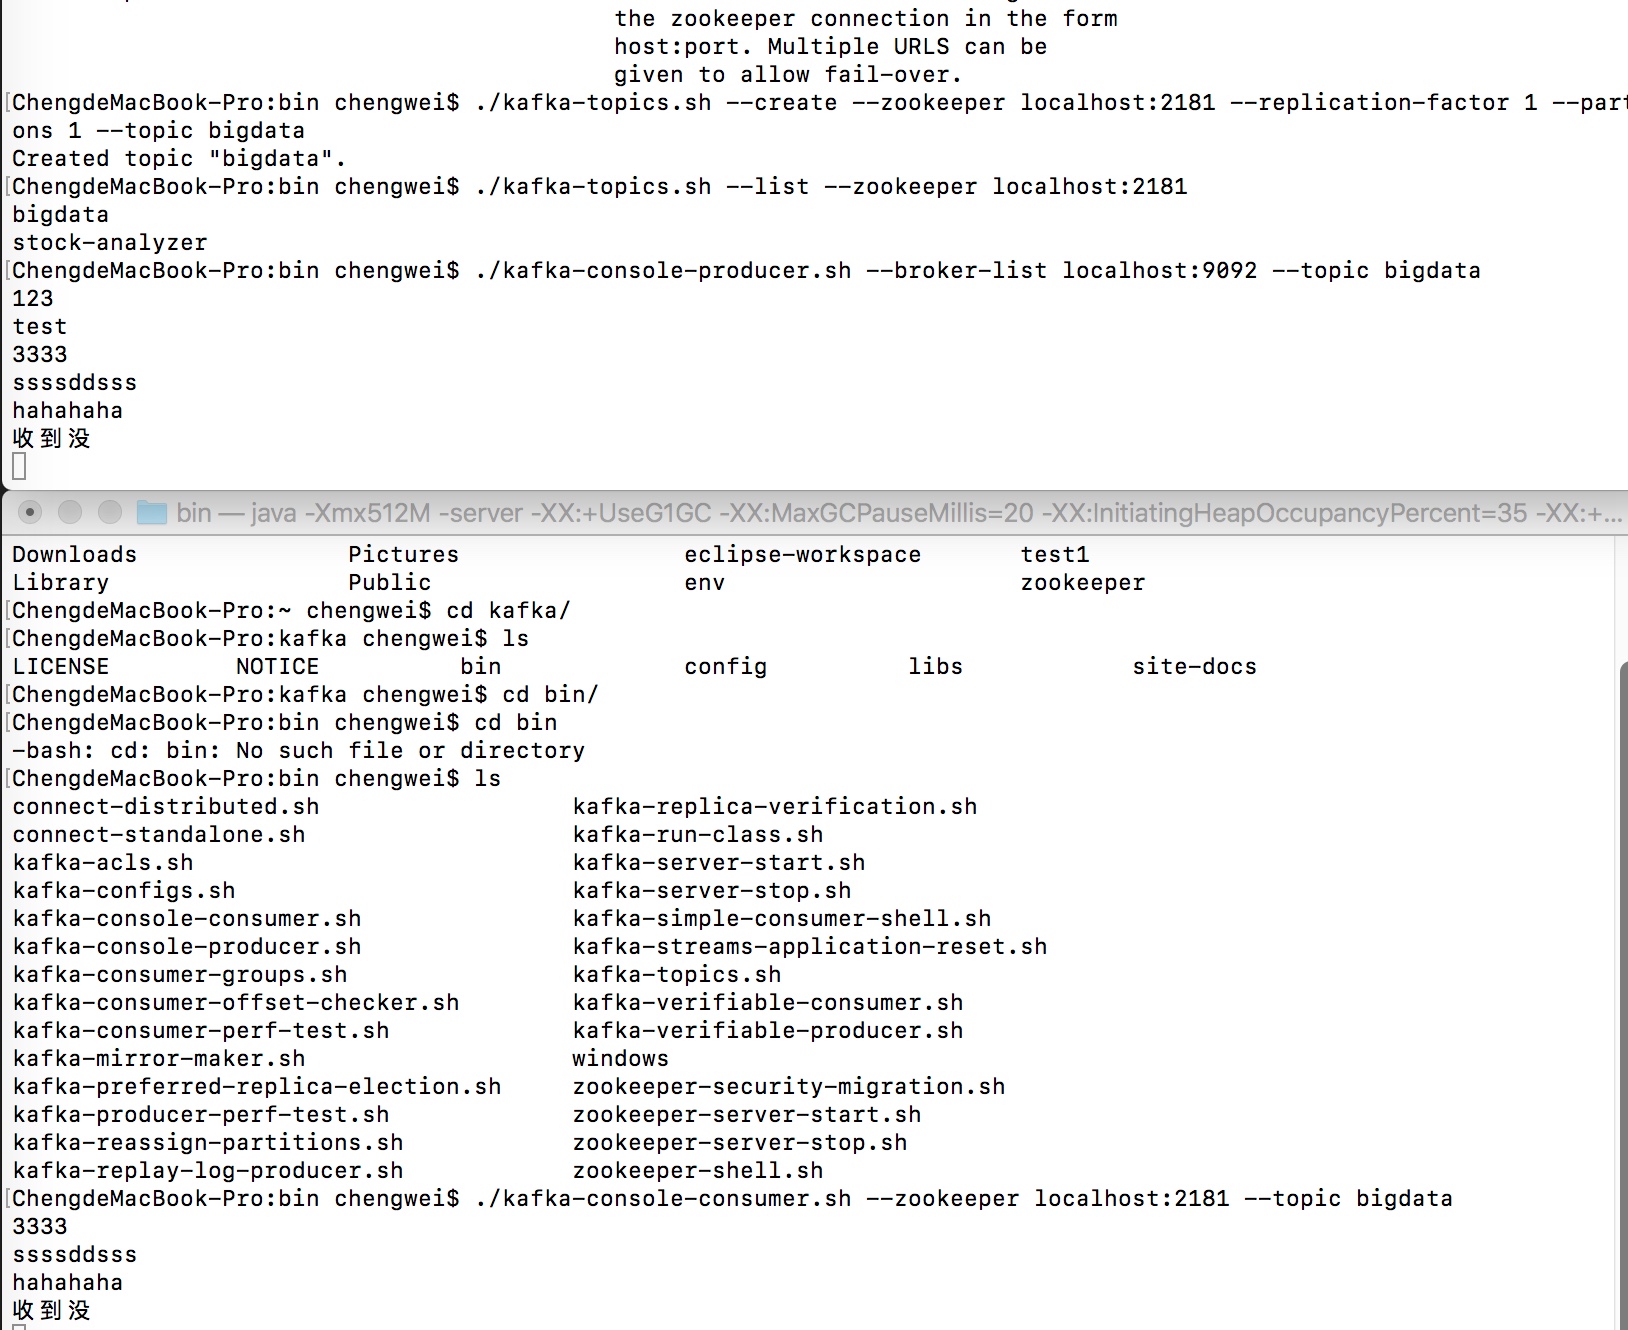 the zookeeper connection in the form
host:port. Multiple URLS can be
given to allow fail-over.
[ChengdeMacBook-Pro:bin chengwei$ ./kafka-topics.sh --create --zookeeper localhost:2181 --replication-factor 1 --part
ons 1 --topic bigdata
Created topic "bigdata".
[ChengdeMacBook-Pro:bin chengwei$ ./kafka-topics.sh --list --zookeeper localhost:2181
bigdata
stock-analyzer
[ChengdeMacBook-Pro:bin chengwei$ ./kafka-console-producer.sh --broker-list localhost:9092 --topic bigdata
123
test
3333
ssssddsss
hahahaha
收到没
bin — java -Xmx512M -server -XX:+UseG1GC -XX:MaxGCPauseMillis=20 -XX:InitiatingHeapOccupancyPercent=35 -XX:+...
Downloads Pictures eclipse-workspace test1
Library Public env zookeeper
[ChengdeMacBook-Pro:~ chengwei$ cd kafka/
[ChengdeMacBook-Pro:kafka chengwei$ ls
LICENSE NOTICE bin config libs site-docs
[ChengdeMacBook-Pro:kafka chengwei$ cd bin/
[ChengdeMacBook-Pro:bin chengwei$ cd bin
-bash: cd: bin: No such file or directory
[ChengdeMacBook-Pro:bin chengwei$ ls
connect-distributed.sh kafka-replica-verification.sh
connect-standalone.sh kafka-run-class.sh
kafka-acls.sh kafka-server-start.sh
kafka-configs.sh kafka-server-stop.sh
kafka-console-consumer.sh kafka-simple-consumer-shell.sh
kafka-console-producer.sh kafka-streams-application-reset.sh
kafka-consumer-groups.sh kafka-topics.sh
kafka-consumer-offset-checker.sh kafka-verifiable-consumer.sh
kafka-consumer-perf-test.sh kafka-verifiable-producer.sh
kafka-mirror-maker.sh windows
kafka-preferred-replica-election.sh zookeeper-security-migration.sh
kafka-producer-perf-test.sh zookeeper-server-start.sh
kafka-reassign-partitions.sh zookeeper-server-stop.sh
kafka-replay-log-producer.sh zookeeper-shell.sh
[ChengdeMacBook-Pro:bin chengwei$ ./kafka-console-consumer.sh --zookeeper localhost:2181 --topic bigdata
3333
ssssddsss
hahahaha
收到没